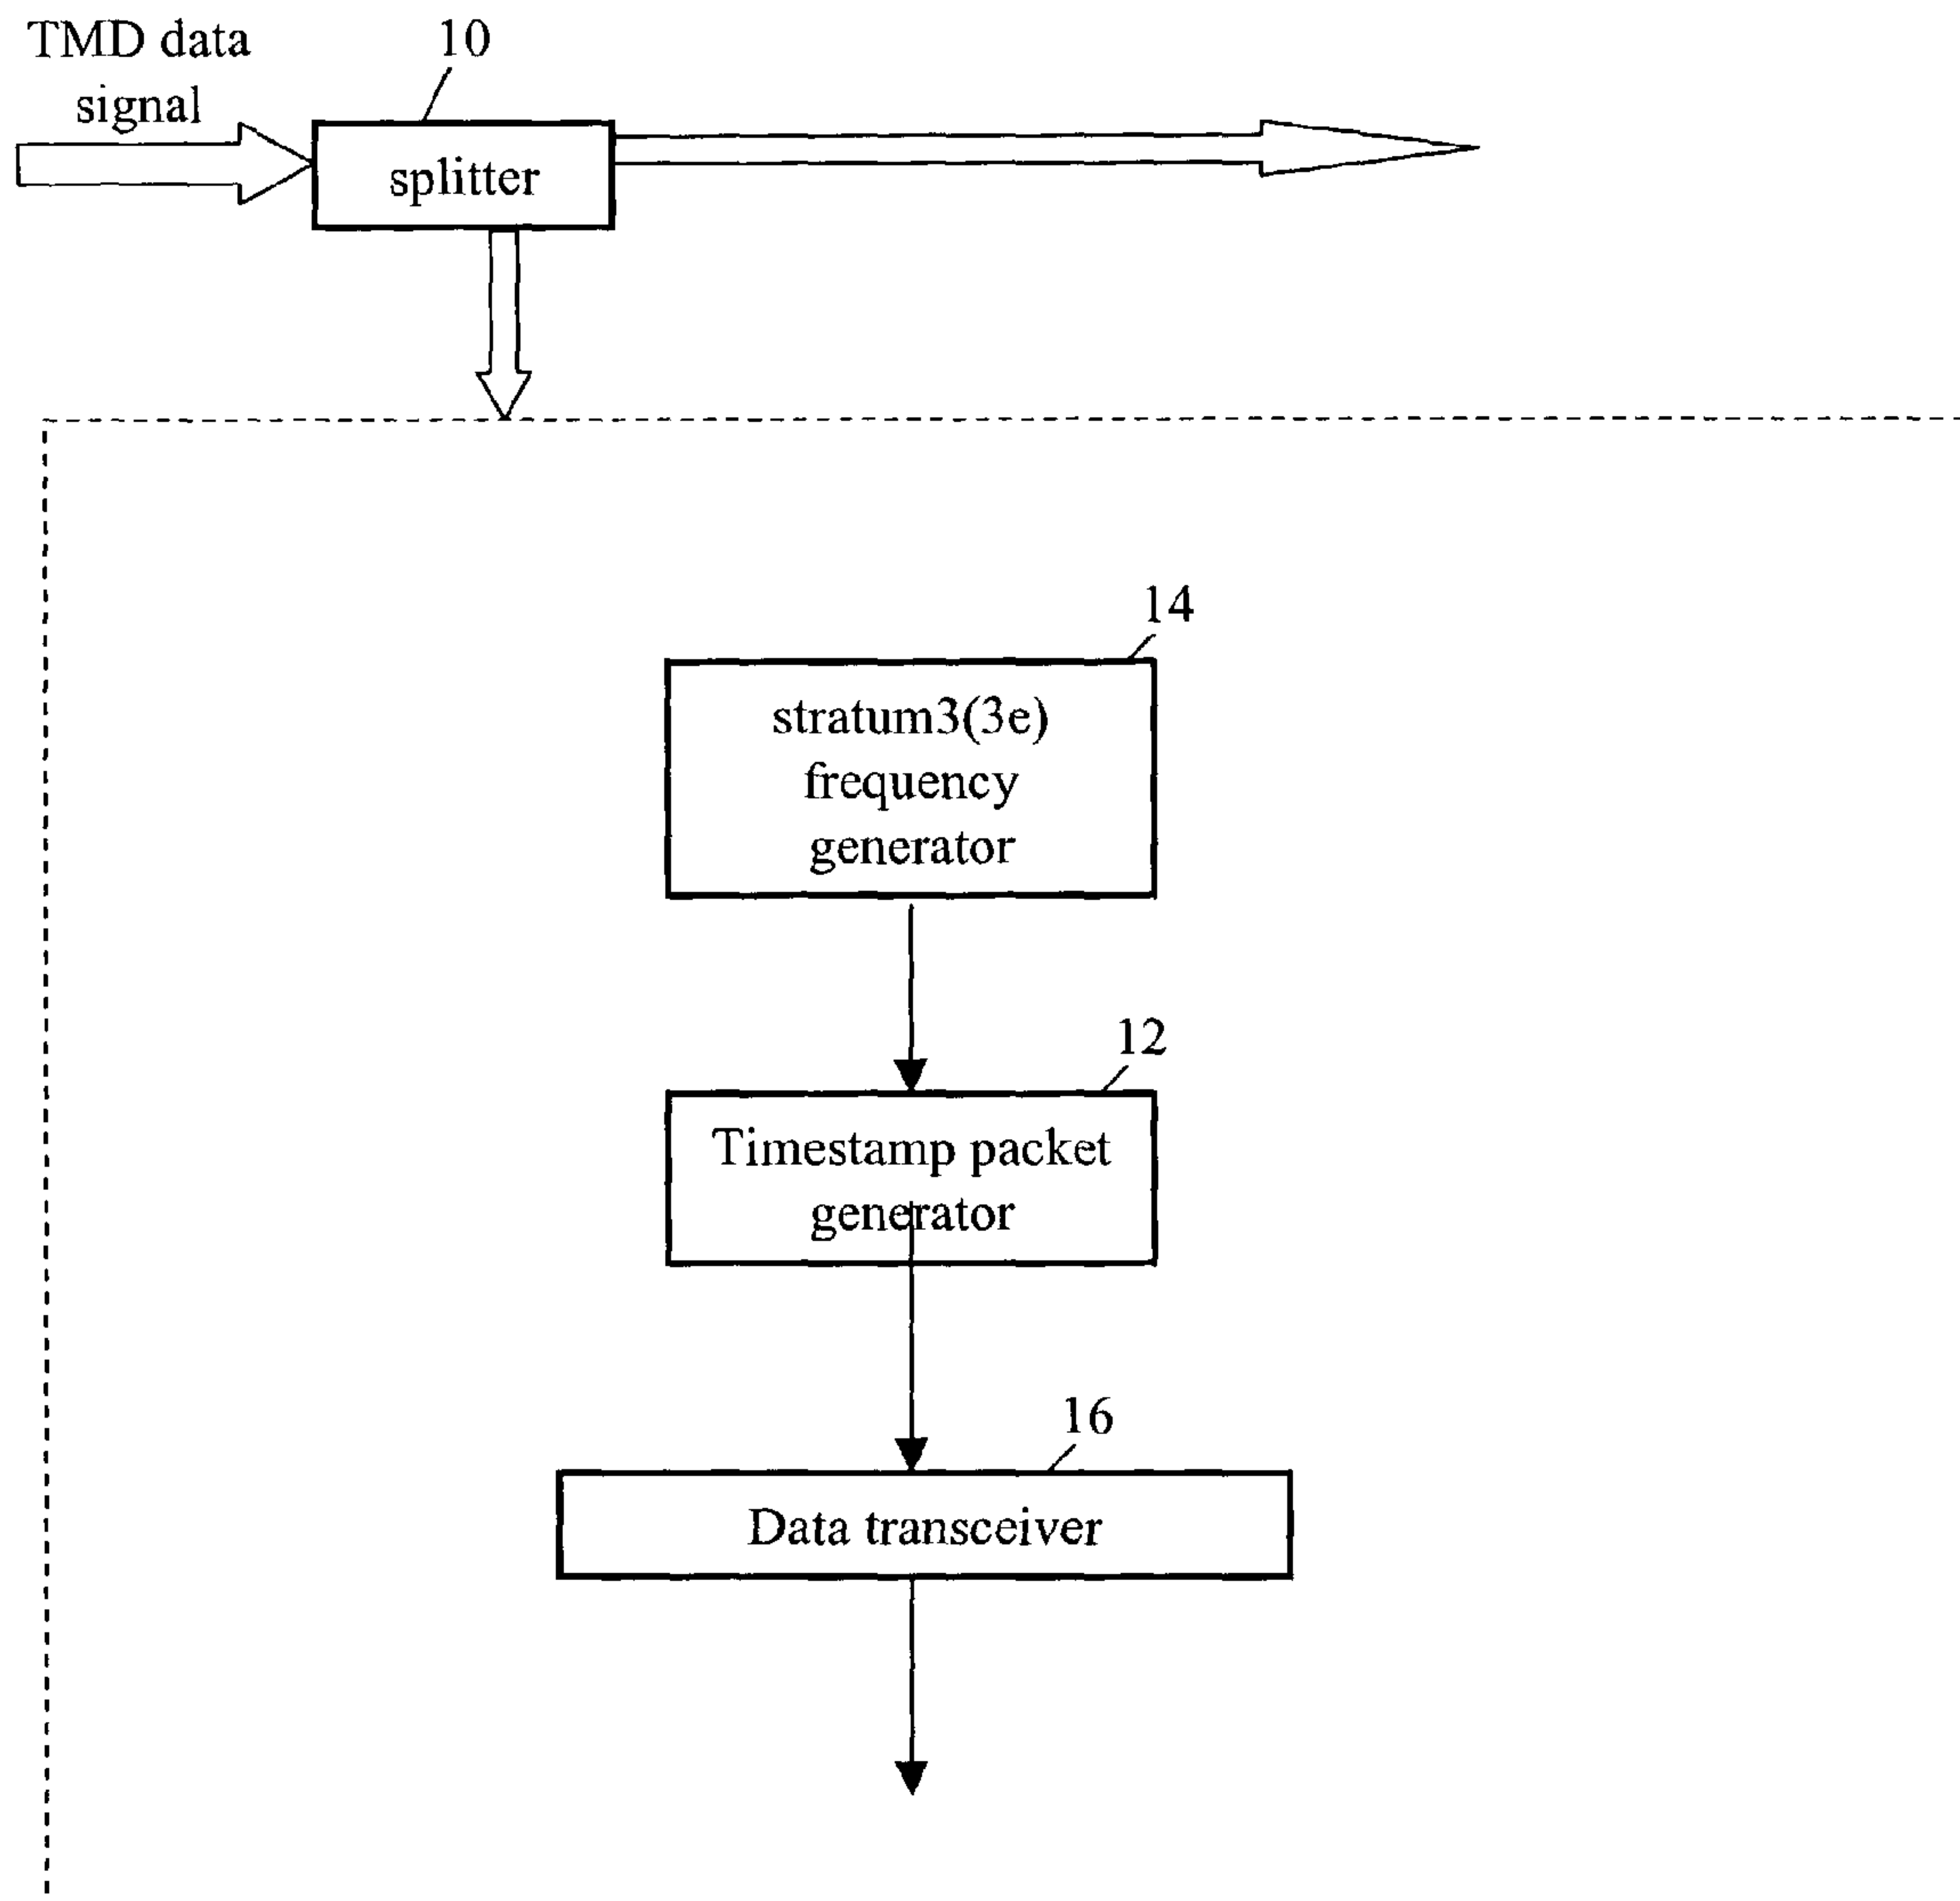 TMD data
signal
10
splitter
14
stratum3(3e)
frequency
generator
12
Timestamp packet
generator
16
Data transceiver